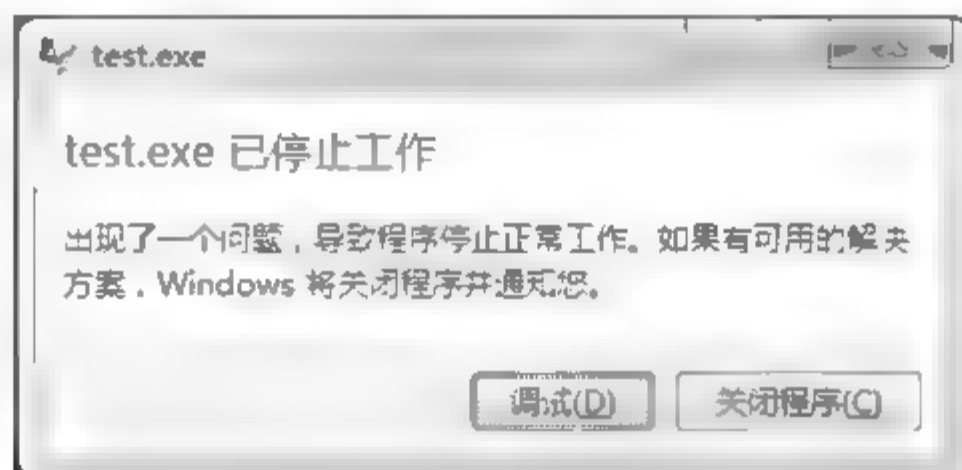 test.exe
test.exe 已停止工作
出现了一个问题，导致程序停止正常工作。如果有可用的解决
方案，Windows 将关闭程序并通知您。
调试(D)
关闭程序(C)